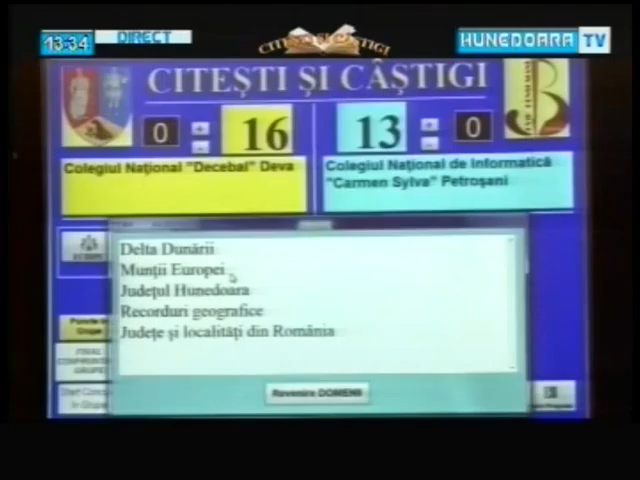 13:34
DIRECT
CITEŞTI ŞI CÂŞTIGI
HUNEDOARA TV
CITEŞTI ŞI CÂŞTIGI
0
16
13
0
Colegiul Naţional "Decebal" Deva
Colegiul Naţional de Informatică
"Carmen Sylva" Petroşani
Delta Dunării
Munţii Europei
Judeţul Hunedoara
Recorduri geografice
Judeţe şi localităţi din România
Revenire DOMENII